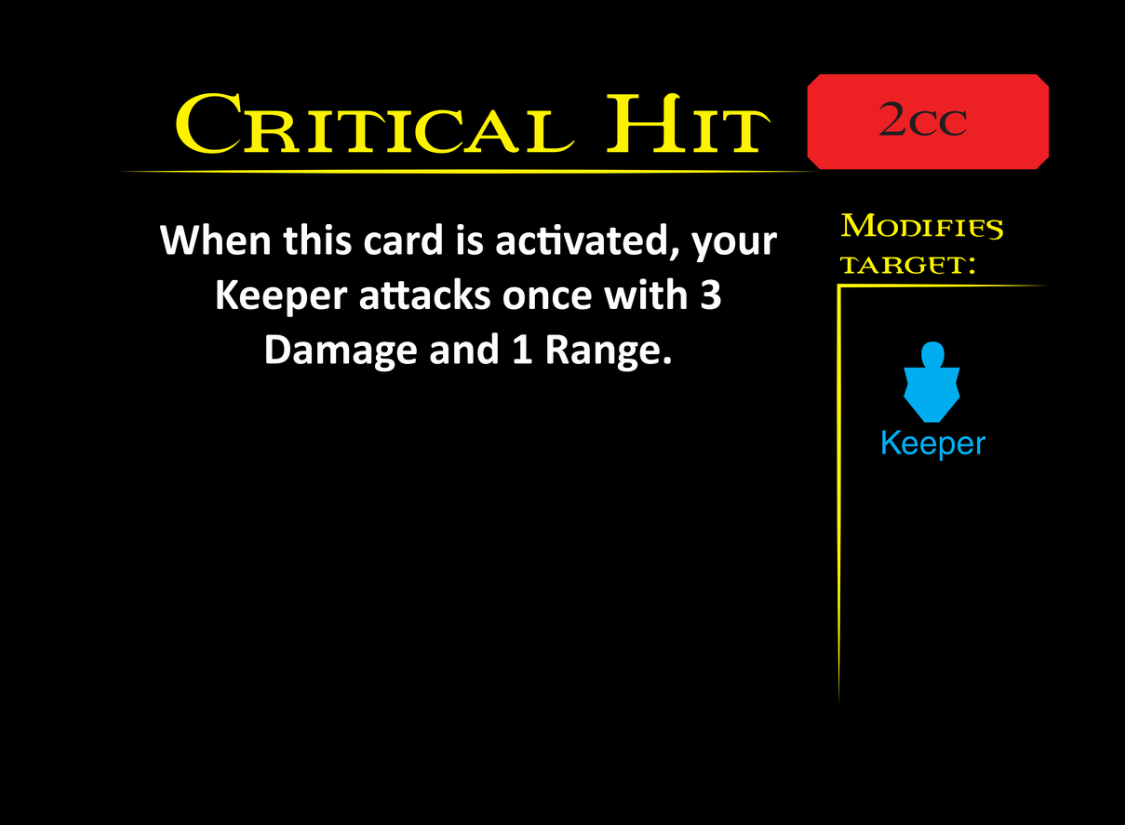 Critical Hit
2cc
When this card is activated, your
Keeper attacks once with 3
Damage and 1 Range.
Modifies
target:
Keeper